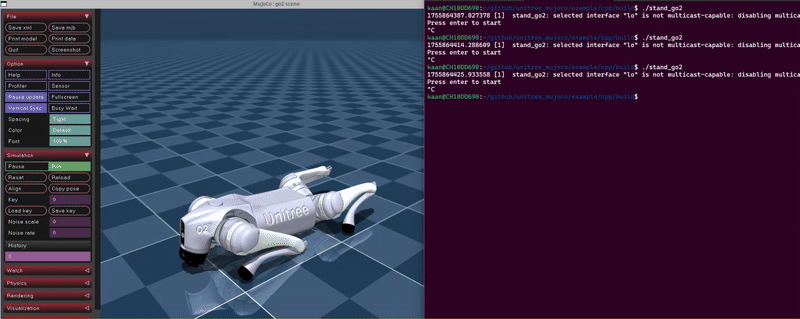 MuJoCo: go2 scene
File
Save xml
Save mjb
Print model
Print data
Quit
Screenshot
Option
Help
Info
Profiler
Sensor
Pause update
Fullscreen
Vertical Sync
Busy Wait
Spacing
Tight
Color
Default
Font
100 %
Simulation
Pause
Run
Reset
Reload
Align
Copy pose
Key
0
Load key
Save key
Noise scale
0
Noise rate
0
History
0
Watch
Physics
Rendering
Visualization
Unitree
kaan@CH10DD690:~/github/unitree_mujoco/example/cpp/build$ ./stand_go2
1755864387.027378 [1] stand_go2: selected interface "lo" is not multicast-capable: disabling multic
Press enter to start
^C
kaan@CH10DD690:~/github/unitree_mujoco/example/cpp/build$ ./stand_go2
1755864414.288609 [1] stand_go2: selected interface "lo" is not multicast-capable: disabling multica
Press enter to start
^C
kaan@CH10DD690:~/github/unitree_mujoco/example/cpp/build$ ./stand_go2
1755864425.933558 [1] stand_go2: selected interface "lo" is not multicast-capable: disabling multica
Press enter to start
^C
kaan@CH10DD690:~/github/unitree_mujoco/example/cpp/build$